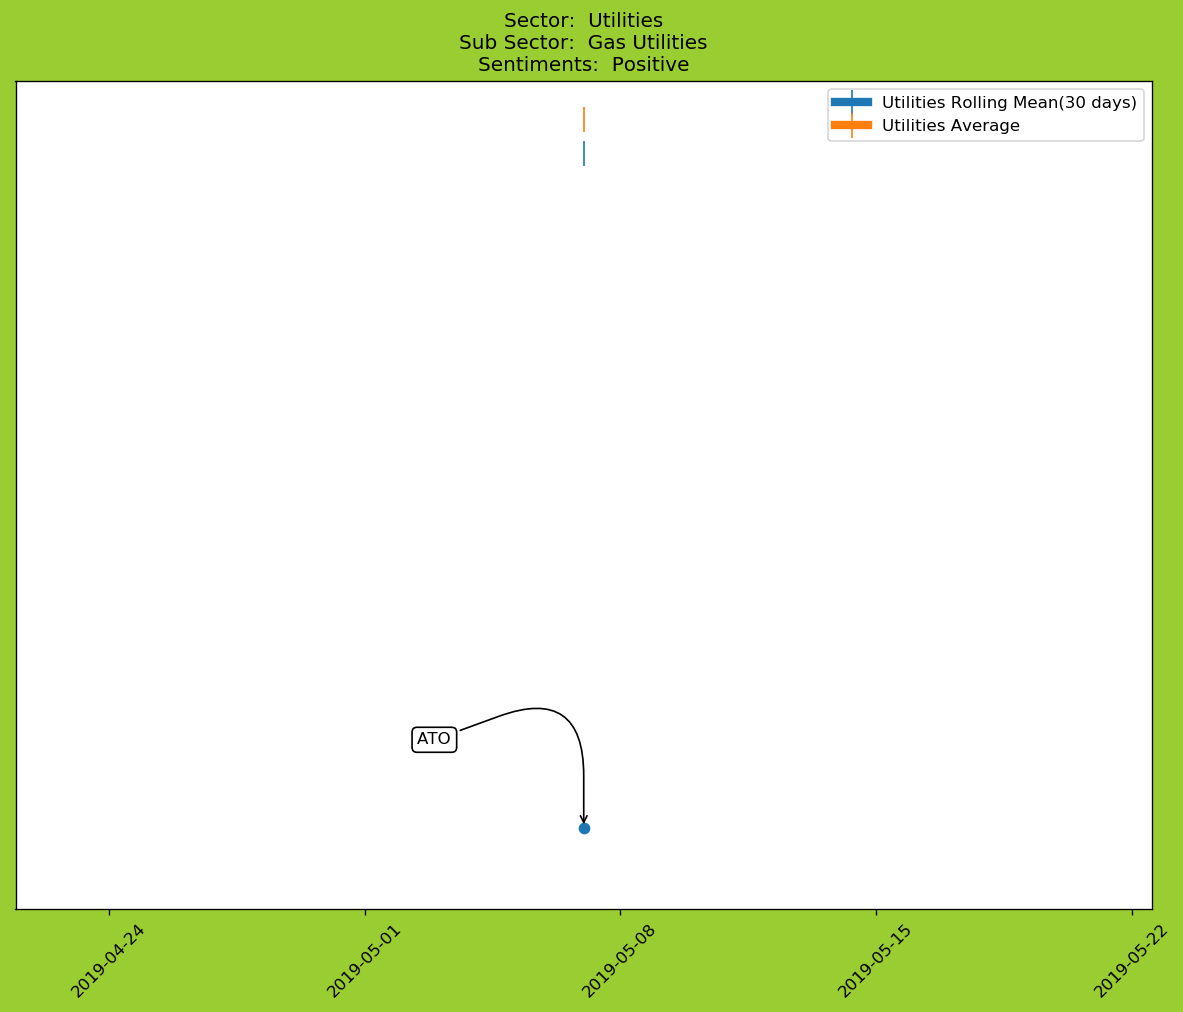 Sector:  Utilities
Sub Sector:  Gas Utilities
Sentiments:  Positive
Utilities Rolling Mean(30 days)
Utilities Average
ATO
2019-04-24
2019-05-01
2019-05-08
2019-05-15
2019-05-22